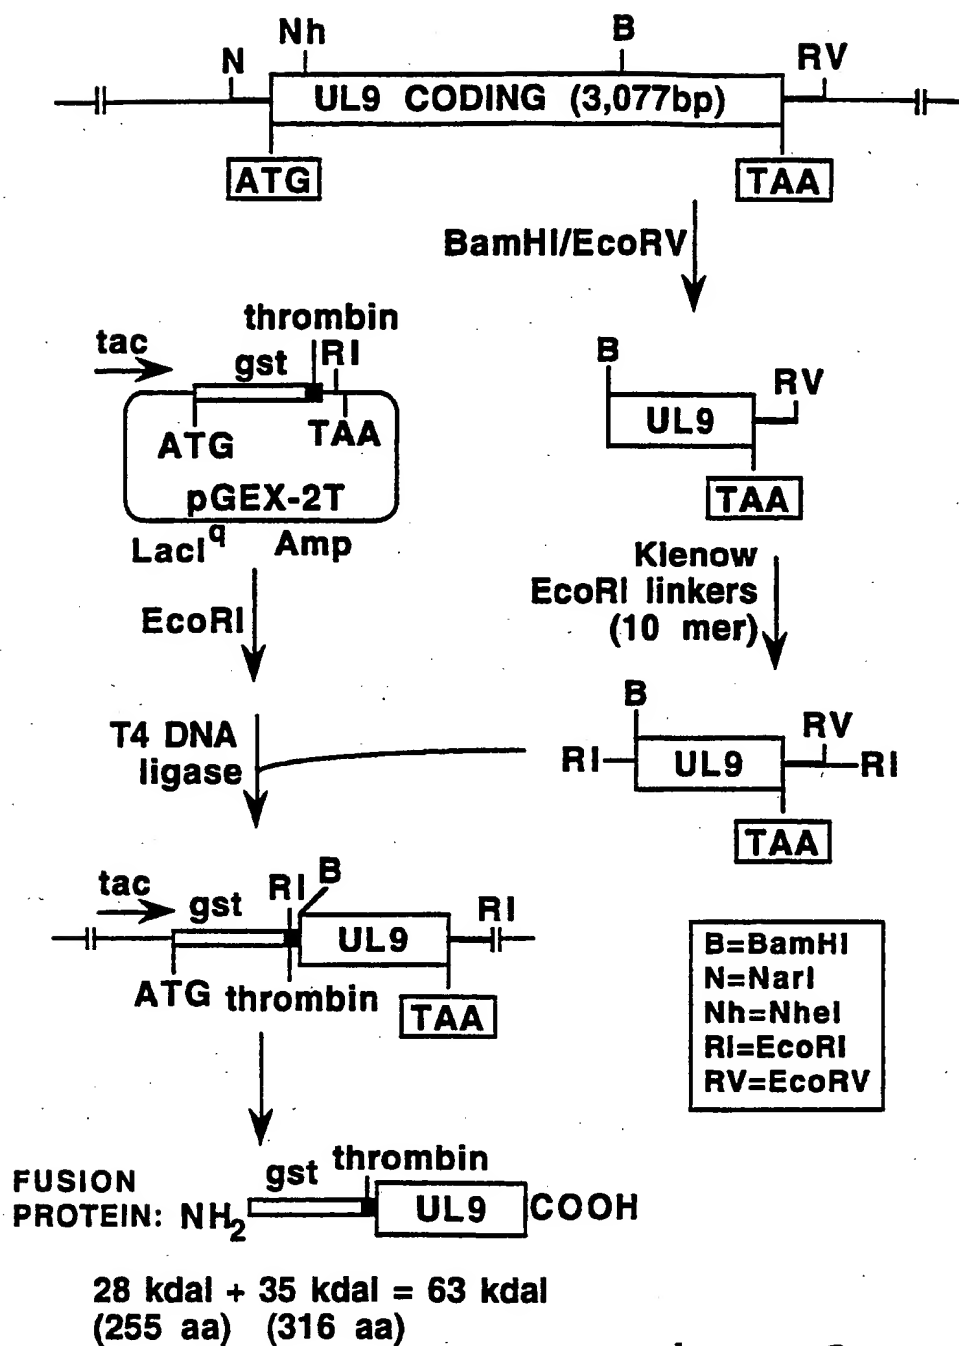 Nh
B
N
RV
UL9 CODING (3,077bp)
ATG
TAA
BamHI/EcoRV
thrombin
tac
gst
RI
ATG
TAA
pGEX-2T
LacI^q
Amp
B
RV
UL9
TAA
EcoRI
Klenow
EcoRI linkers
(10 mer)
T4 DNA
ligase
B
RV
RI
UL9
RI
TAA
tac
gst
RI
B
RI
UL9
ATG
thrombin
TAA
B=BamHI
N=NarI
Nh=NheI
RI=EcoRI
RV=EcoRV
FUSION
PROTEIN:
gst
thrombin
NH2
UL9
COOH
28 kdal + 35 kdal = 63 kdal
(255 aa) (316 aa)